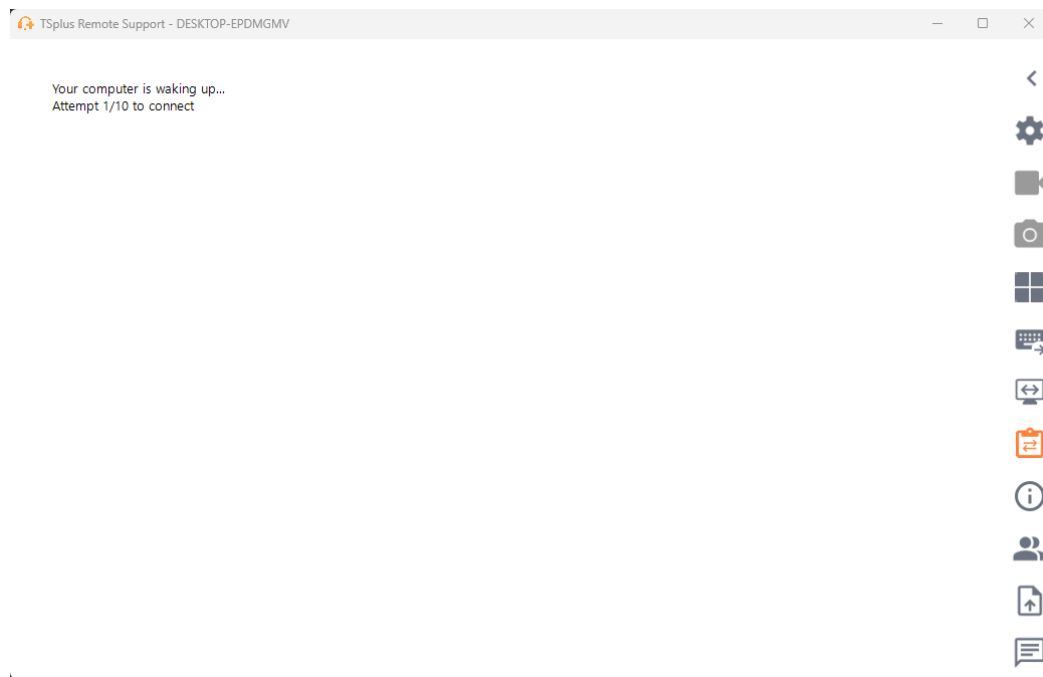 TSplus Remote Support - DESKTOP-EPDMGMV
Your computer is waking up...
Attempt 1/10 to connect